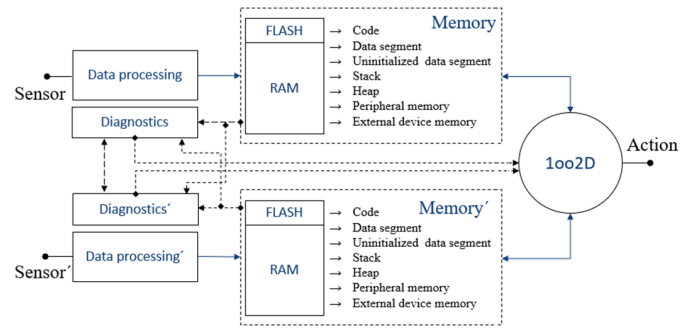 Memory
FLASH → Code
→ Data segment
→ Uninitialized data segment
Data processing
RAM
→ Stack
Sensor
→ Heap
→ Peripheral memory
Diagnostics
→ External device memory
Action
1oo2D
Diagnostics´
Memory´
FLASH → Code
→ Data segment
→ Uninitialized data segment
Data processing´
RAM
→ Stack
Sensor´
→ Heap
→ Peripheral memory
→ External device memory